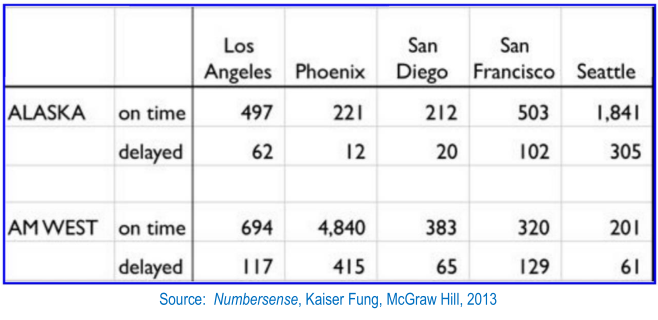 Los Angeles Phoenix San Diego San Francisco Seattle
ALASKA on time 497 221 212 503 1,841
delayed 62 12 20 102 305
AM WEST on time 694 4,840 383 320 201
delayed 117 415 65 129 61
Source: Numbersense, Kaiser Fung, McGraw Hill, 2013